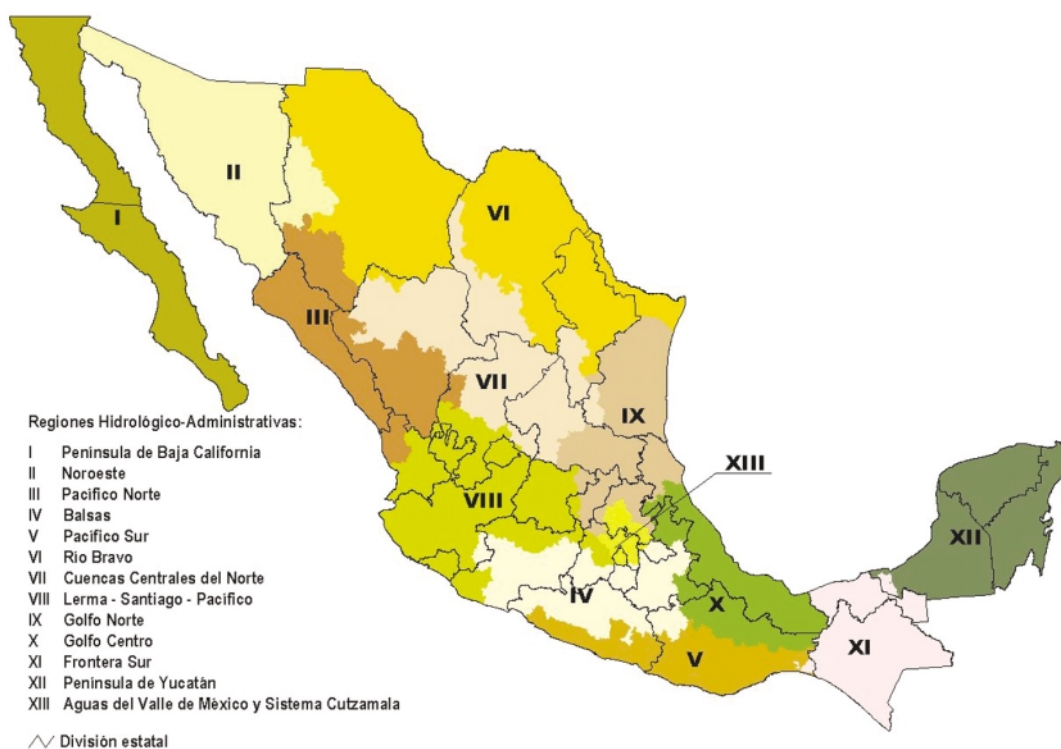 I
II
III
VI
VII
IX
VIII
XIII
IV
X
V
XI
XII
Regiones Hidrológico-Administrativas:
I Peninsula de Baja California
II Noroeste
III Pacifico Norte
IV Balsas
V Pacifico Sur
VI Rio Bravo
VII Cuencas Centrales del Norte
VIII Lerma - Santiago - Pacifico
IX Golfo Norte
X Golfo Centro
XI Frontera Sur
XII Peninsula de Yucatán
XIII Aguas del Valle de México y Sistema Cutzamala
División estatal